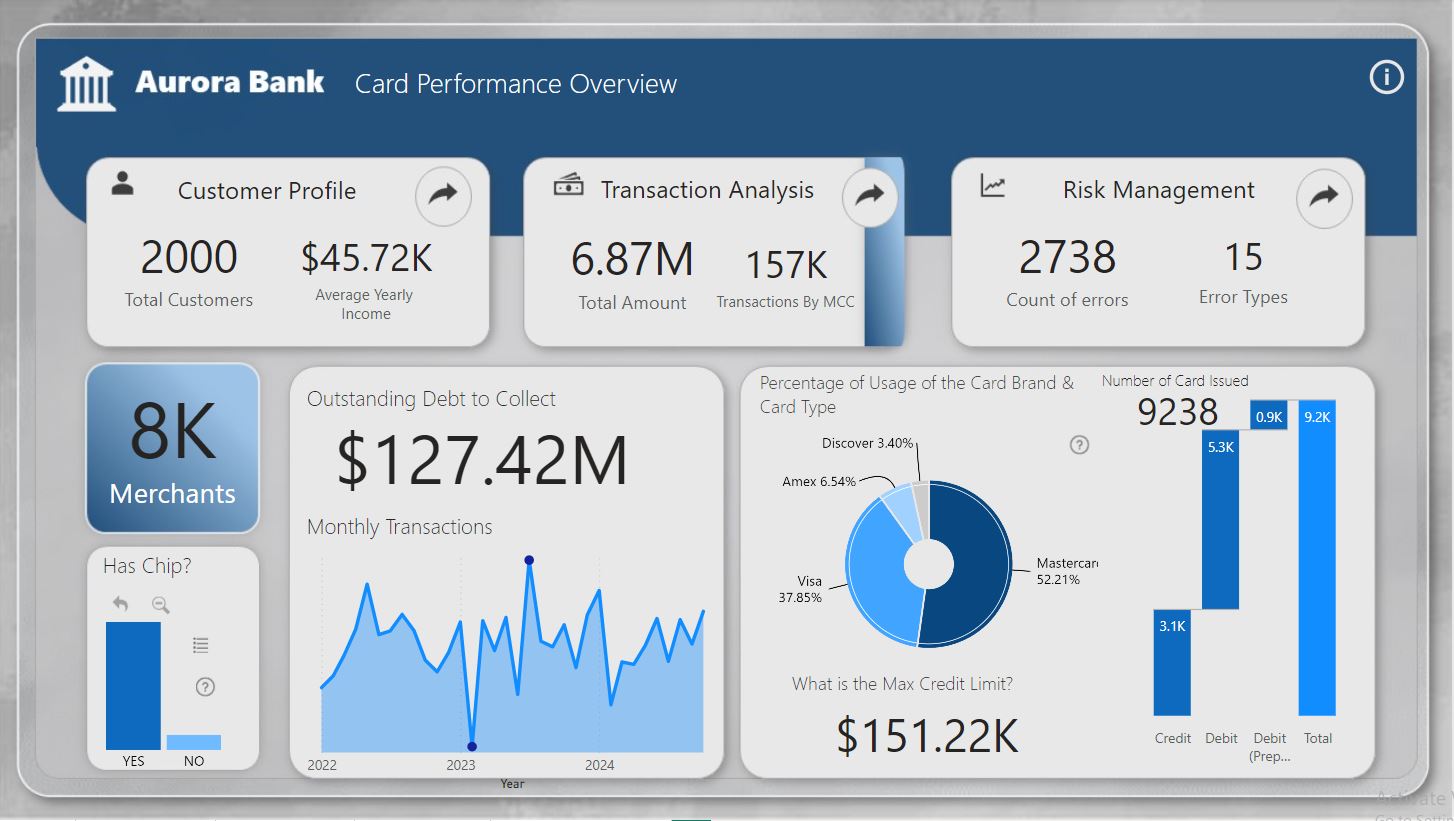 Aurora Bank
Card Performance Overview
Customer Profile
2000
Total Customers
$45.72K
Average Yearly
Income
Transaction Analysis
6.87M
Total Amount
157K
Transactions By MCC
Risk Management
2738
Count of errors
15
Error Types
8K
Merchants
Has Chip?
?
YES
NO
Outstanding Debt to Collect
$127.42M
Monthly Transactions
2022
2023
2024
Year
Percentage of Usage of the Card Brand &
Card Type
?
Discover 3.40%
Amex 6.54%
Visa
37.85%
Mastercar
52.21%
What is the Max Credit Limit?
$151.22K
Number of Card Issued
9238
3.1K
5.3K
0.9K
9.2K
Credit
Debit
Debit
(Prep...
Total
Activate